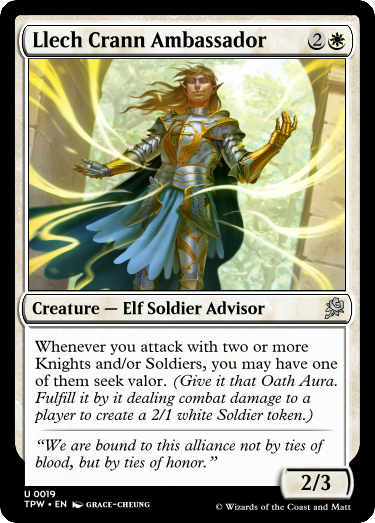 Llech Crann Ambassador 2
Creature — Elf Soldier Advisor
Whenever you attack with two or more
Knights and/or Soldiers, you may have one
of them seek valor. (Give it that Oath Aura.
Fulfill it by it dealing combat damage to a
player to create a 2/1 white Soldier token.)
“We are bound to this alliance not by ties of
blood, but by ties of honor.”
2/3
U 0019
TPW • EN GRACE-CHEUNG
© Wizards of the Coast and Matt